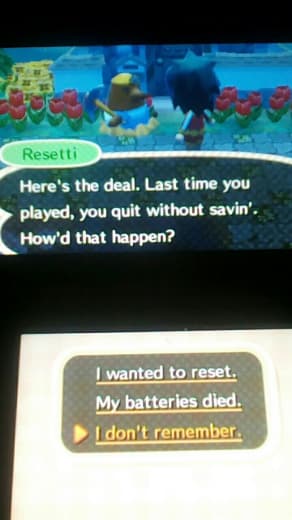 Resetti
Here's the deal. Last time you
played, you quit without savin'.
How'd that happen?
I wanted to reset.
My batteries died.
I don't remember.